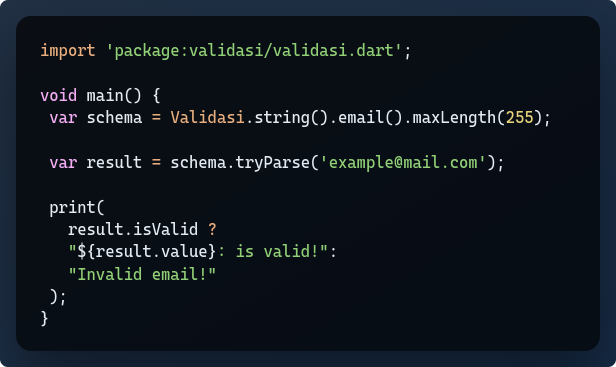 import 'package:validasi/validasi.dart';

void main() {
 var schema = Validasi.string().email().maxLength(255);

 var result = schema.tryParse('example@mail.com');

 print(
   result.isValid ?
   "${result.value}: is valid!":
   "Invalid email!"
 );
}